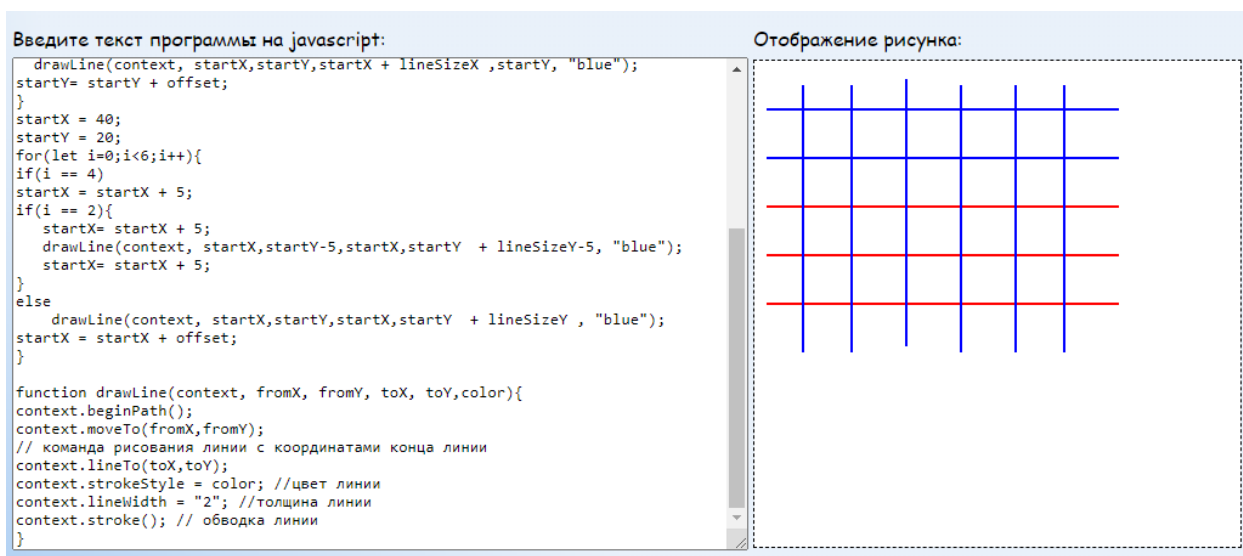 Введите текст программы на javascript:
Отображение рисунка:
drawLine(context, startX,startY,startX + lineSizeX ,startY, "blue");
startY= startY + offset;
}
startX = 40;
startY = 20;
for(let i=0;i<6;i++){
if(i == 4)
startX = startX + 5;
if(i == 2){
startX= startX + 5;
drawLine(context, startX,startY-5,startX,startY  + lineSizeY-5, "blue");
startX= startX + 5;
}
else
drawLine(context, startX,startY,startX,startY  + lineSizeY , "blue");
startX = startX + offset;
}
function drawLine(context, fromX, fromY, toX, toY,color){
context.beginPath();
context.moveTo(fromX,fromY);
// команда рисования линии с координатами конца линии
context.lineTo(toX,toY);
context.strokeStyle = color; //цвет линии
context.lineWidth = "2"; //толщина линии
context.stroke(); // обводка линии
}